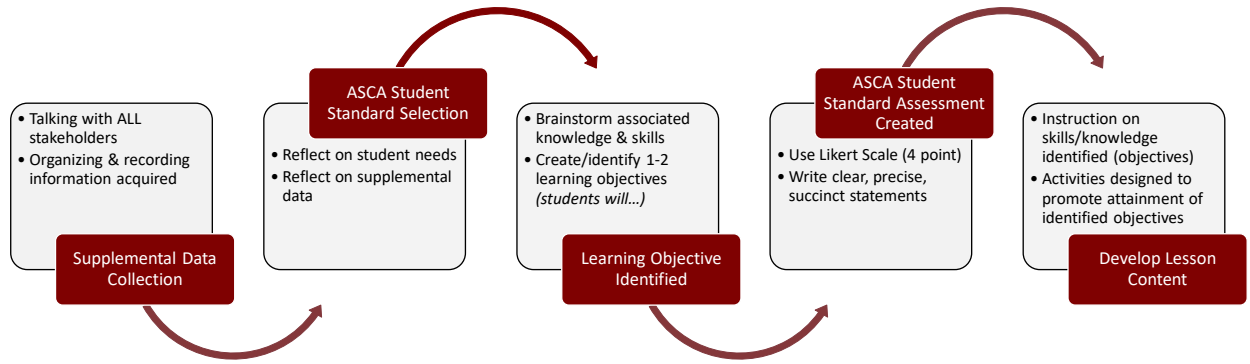 • Talking with ALL
stakeholders
• Organizing & recording
information acquired
Supplemental Data
Collection
ASCA Student
Standard Selection
• Reflect on student needs
• Reflect on supplemental
data
• Brainstorm associated
knowledge & skills
• Create/identify 1-2
learning objectives
(students will...)
Learning Objective
Identified
ASCA Student
Standard Assessment
Created
• Use Likert Scale (4 point)
• Write clear, precise,
succinct statements
• Instruction on
skills/knowledge
identified (objectives)
• Activities designed to
promote attainment of
identified objectives
Develop Lesson
Content